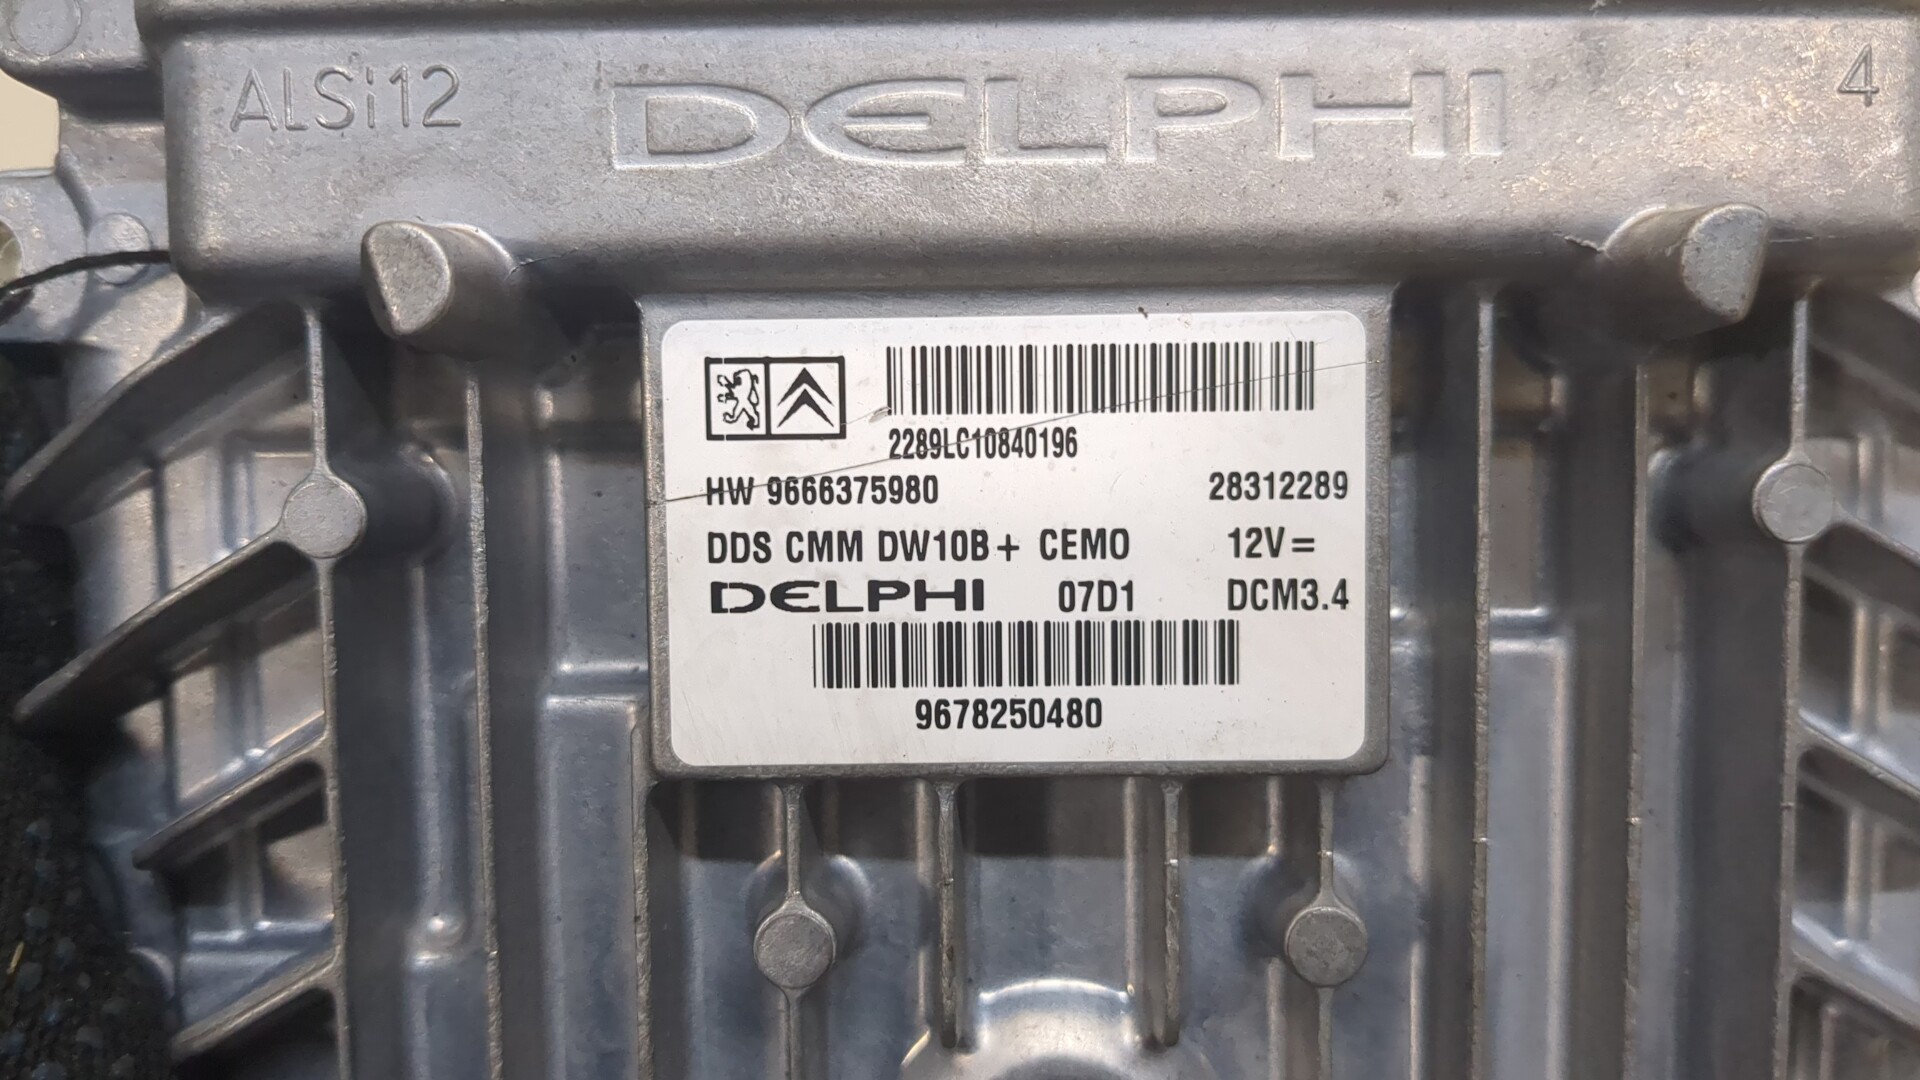 ALSi12 DELPHI 4
2289LC10840196
HW 9666375980 28312289
DDS CMM DW10B+ CEMO 12V=
DELPHI 07D1 DCM3.4
9678250480